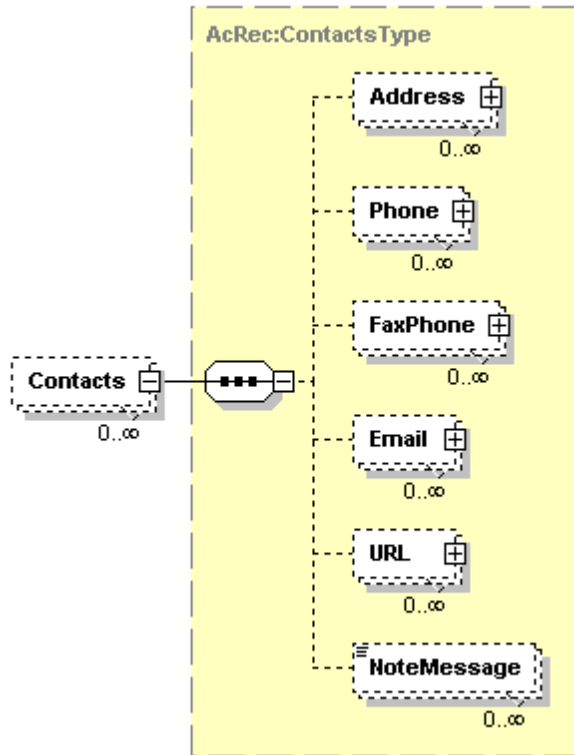 AcRec:ContactsType
Address
0..∞
Phone
0..∞
FaxPhone
0..∞
Contacts
0..∞
Email
0..∞
URL
0..∞
NoteMessage
0..∞